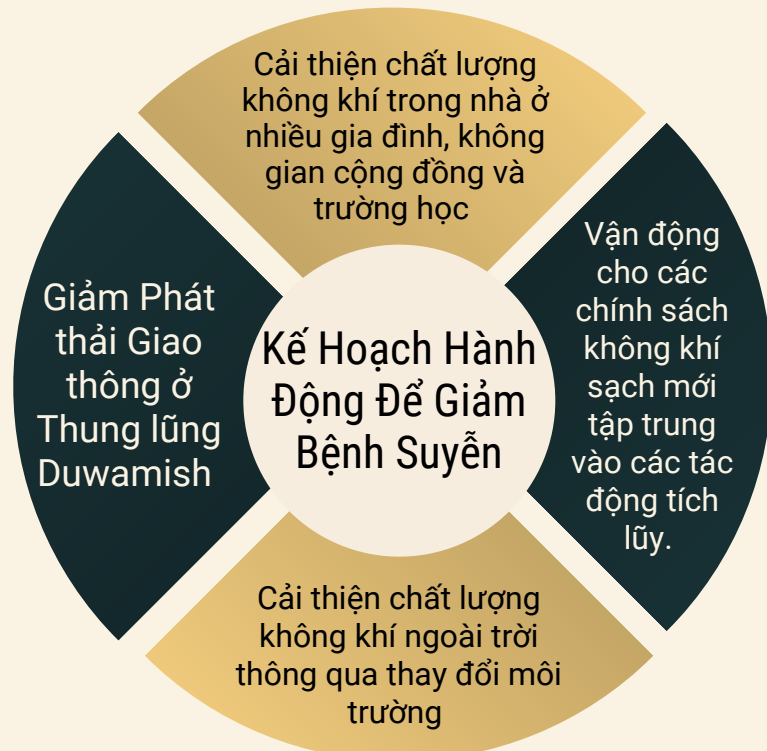 Cải thiện chất lượng
không khí trong nhà ở
nhiều gia đình, không
gian cộng đồng và
trường học
Giảm Phát
thải Giao
thông ở
Thung lũng
Duwamish
Kế Hoạch Hành
Động Để Giảm
Bệnh Suyễn
Vận động
cho các
chính sách
không khí
sạch mới
tập trung
vào các tác
động tích
lũy.
Cải thiện chất lượng
không khí ngoài trời
thông qua thay đổi môi
trường